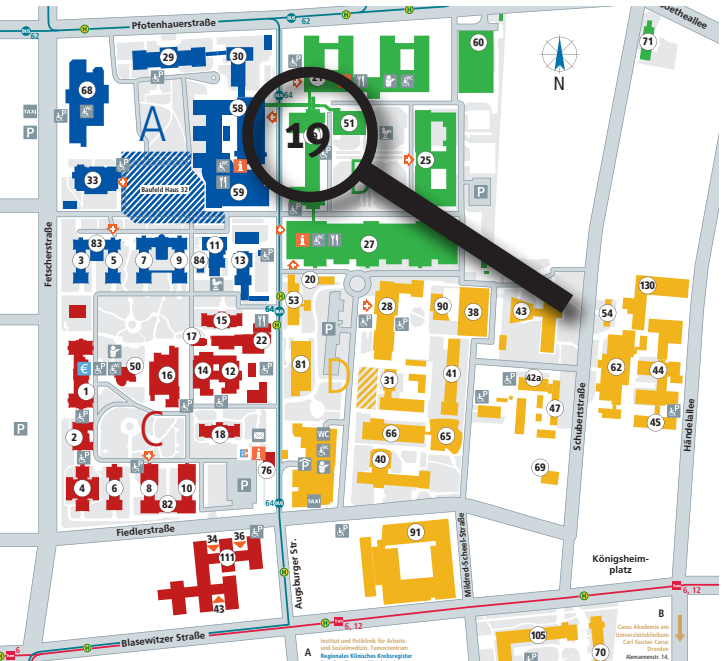 Pfotenhauerstraße
62
62
Goetheallee
71
60
29
30
68
58
64
A
19
51
25
TAXI
P
33
Baufeld Haus 32
59
P
N
Fetscherstraße
83
3
5
7
9
84
11
13
27
20
53
28
90
38
43
54
130
15
17
22
64
50
16
14
12
81
D
31
41
42a
47
62
44
45
1
2
C
18
76
WC
P
TAXI
66
65
40
69
Schubertstraße
Händelallee
4
6
8
10
82
P
64
Fiedlerstraße
34
36
111
43
Augsburger Str.
91
Mildred-Scheel-Straße
Königsheim-
platz
6, 12
6, 12
6
Blasewitzer Straße
A
Institut und Poliklinik für Arbeits-
und Sozialmedizin, Tumorzentrum
Regionales Klinisches Krebsregister
105
70
B
Carus Akademie am
Universitätsklinikum
Carl Gustav Carus
Dresden
Alemannenstr. 14,